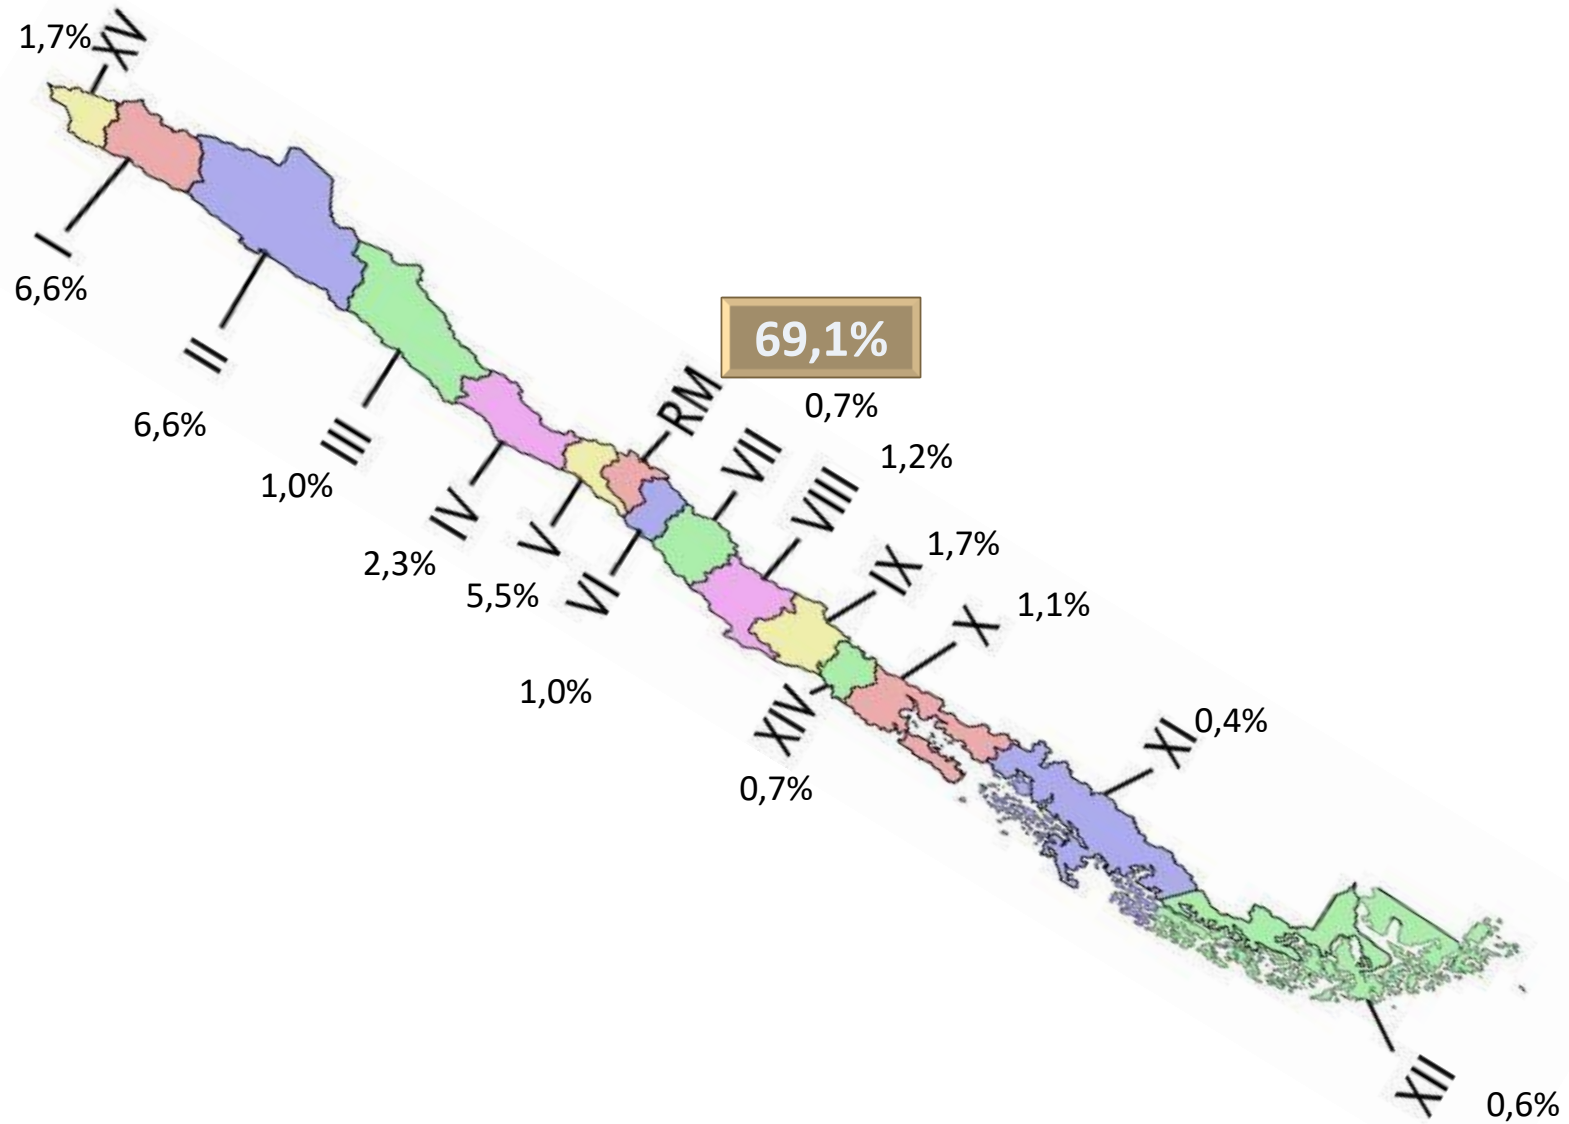 1,7%
XV
I
6,6%
II
6,6%
III
1,0%
IV
2,3%
V
5,5%
VI
1,0%
RM
69,1%
VII
0,7%
VIII
1,2%
IX
1,7%
X
1,1%
XIV
0,7%
XI
0,4%
XII
0,6%